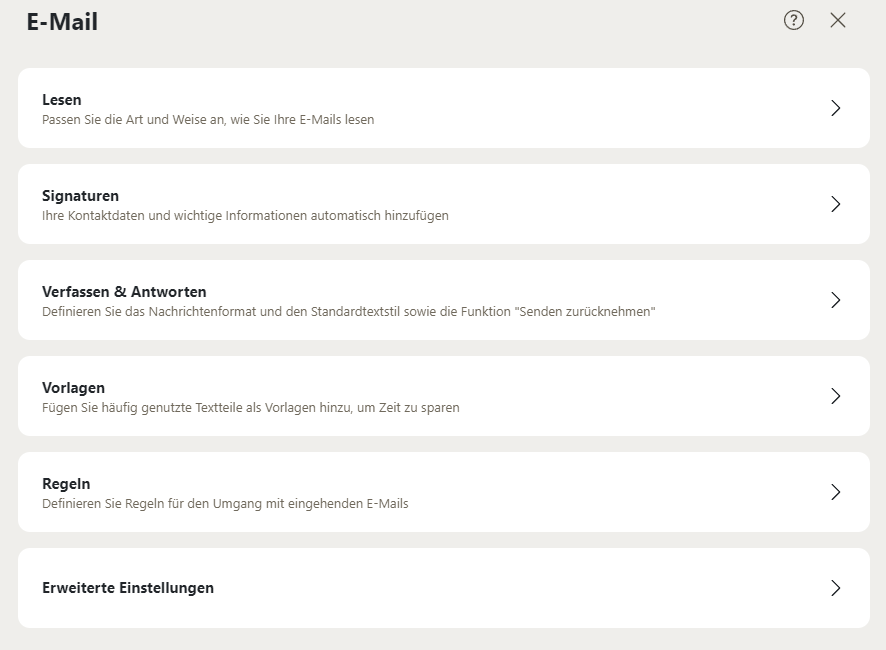 E-Mail
Lesen
Passen Sie die Art und Weise an, wie Sie Ihre E-Mails lesen
Signaturen
Ihre Kontaktdaten und wichtige Informationen automatisch hinzufügen
Verfassen & Antworten
Definieren Sie das Nachrichtenformat und den Standardtextstil sowie die Funktion "Senden zurücknehmen"
Vorlagen
Fügen Sie häufig genutzte Textteile als Vorlagen hinzu, um Zeit zu sparen
Regeln
Definieren Sie Regeln für den Umgang mit eingehenden E-Mails
Erweiterte Einstellungen